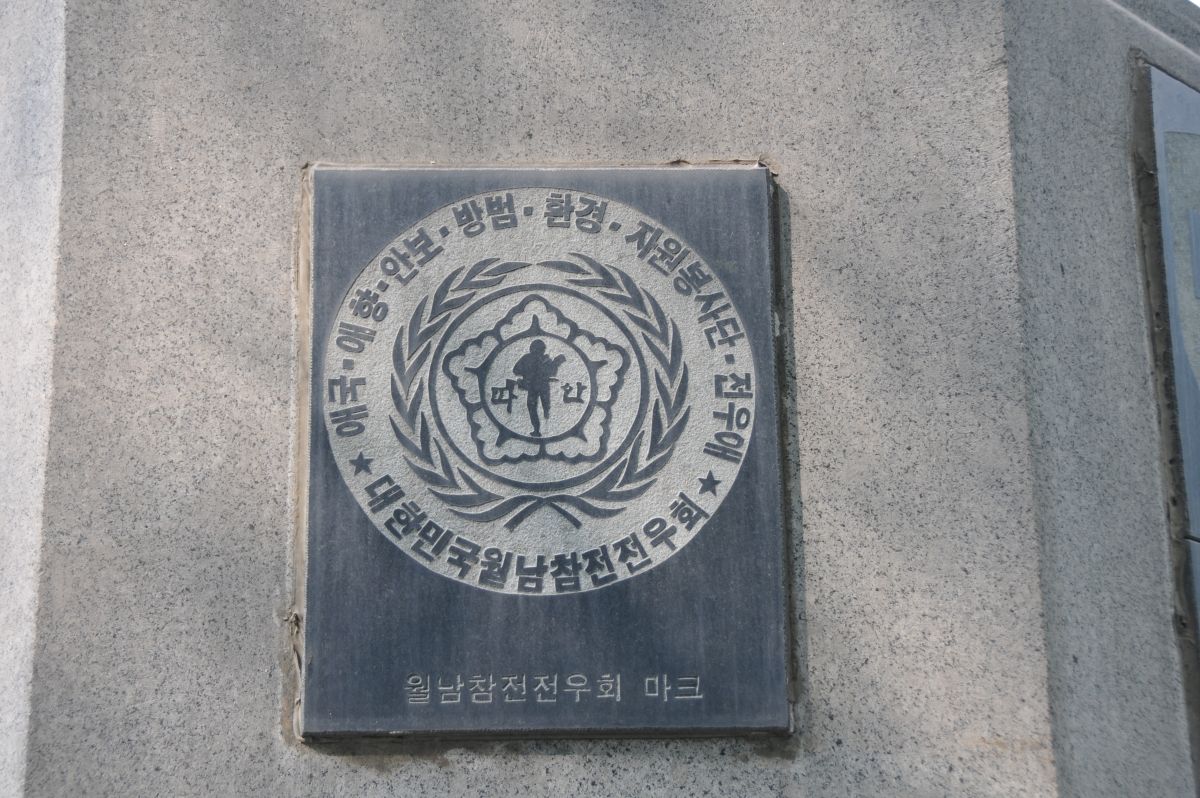 애국·애향·안보·방범·환경·자원봉사단·전우애
따 안
★대한민국월남참전전우회★
월남참전전우회 마크